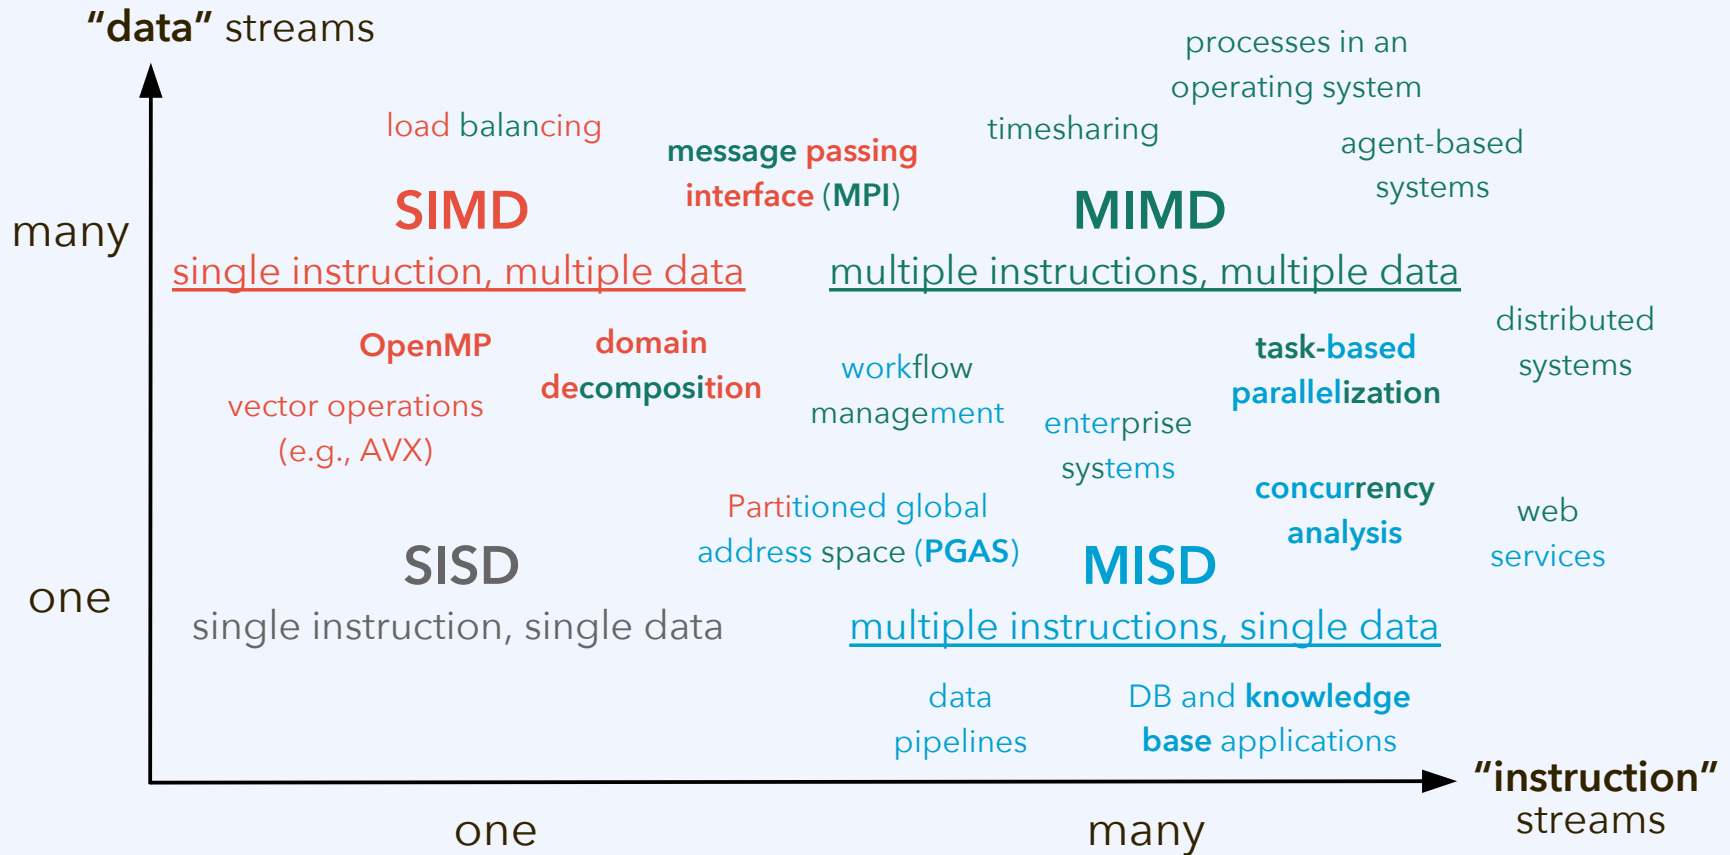 “data” streams
processes in an
operating system
load balancing
timesharing
message passing
interface (MPI)
agent-based
systems
many
SIMD
single instruction, multiple data
MIMD
multiple instructions, multiple data
OpenMP
domain
decomposition
vector operations
(e.g., AVX)
workflow
management
task-based
parallelization
distributed
systems
enterprise
systems
Partitioned global
address space (PGAS)
concurrency
analysis
web
services
one
SISD
single instruction, single data
MISD
multiple instructions, single data
data
pipelines
DB and knowledge
base applications
“instruction”
streams
one
many